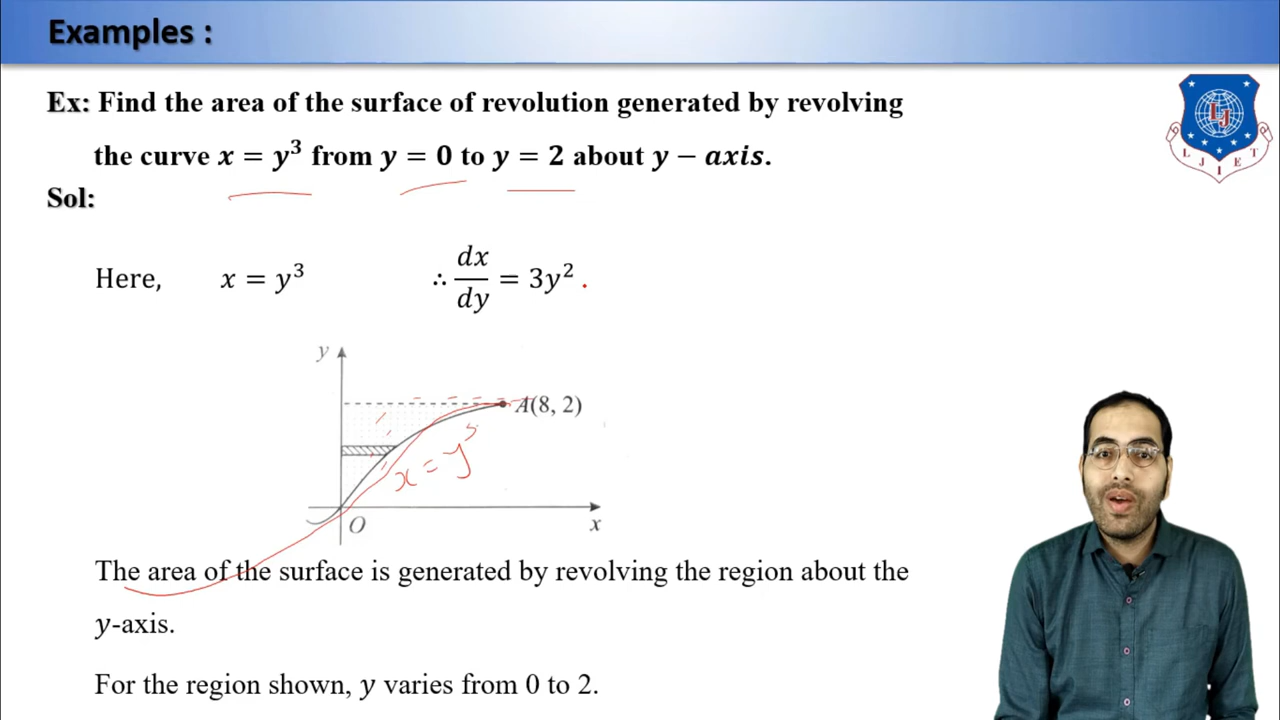 Examples :
Ex: Find the area of the surface of revolution generated by revolving
the curve x = y³ from y = 0 to y = 2 about y − axis.
Sol:
Here, x = y³ ∴ dx/dy = 3y² .
y
A(8, 2)
x = y³
O
x
The area of the surface is generated by revolving the region about the
y-axis.
For the region shown, y varies from 0 to 2.
LJ
L J I E T